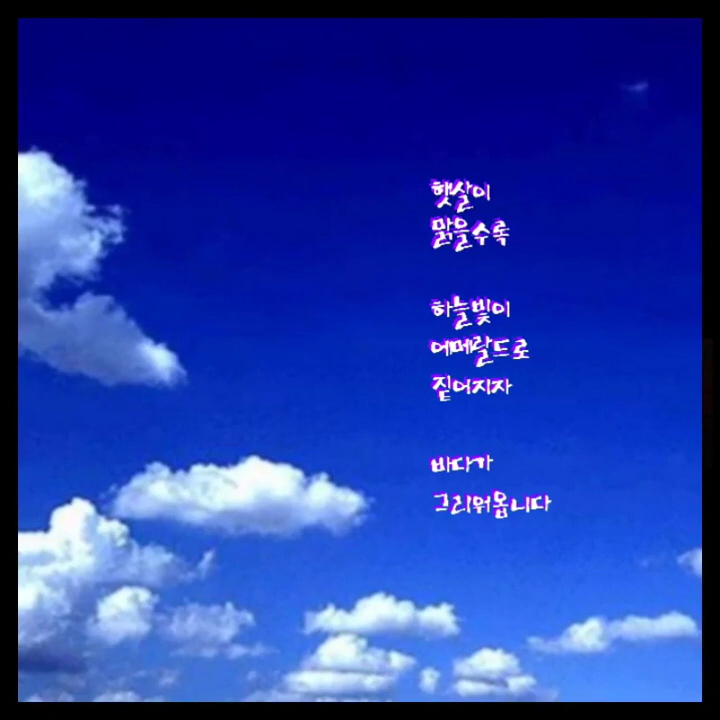 햇살이
맑을수록
하늘빛이
에메랄드로
짙어지자
바다가
그리워옵니다